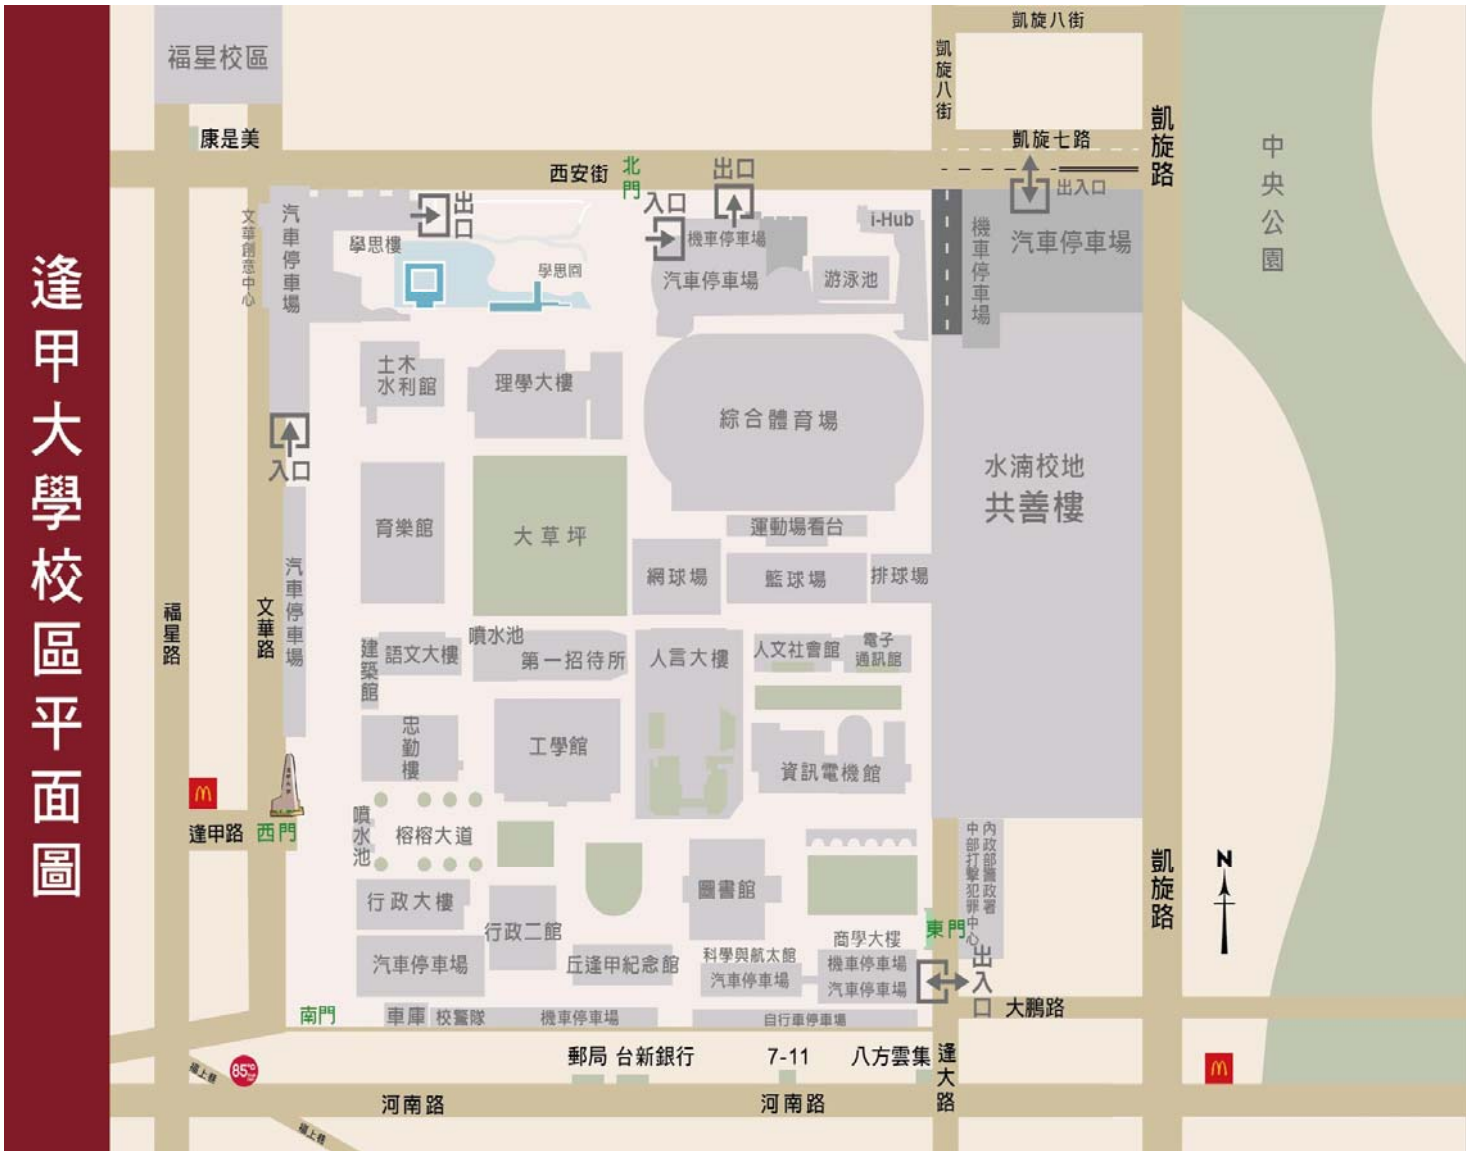 逢甲大學校區平面圖
福星校區
凱旋八街
凱旋八街
康是美
西安街
北門
出口
凱旋七路
凱旋路
中央公園
文華創意中心
汽車停車場
學思樓
出口
學思園
入口
機車停車場
汽車停車場
i-Hub
游泳池
機車停車場
出入口
汽車停車場
土木
水利館
理學大樓
綜合體育場
入口
水湳校地
共善樓
育樂館
大草坪
運動場看台
網球場
籃球場
排球場
福星路
文華路
汽車停車場
建築館
語文大樓
噴水池
第一招待所
人言大樓
人文社會館
電子
通訊館
忠勤樓
工學館
資訊電機館
逢甲路
西門
噴水池
榕榕大道
圖書館
內政部警政署
中部打擊犯罪中心
凱旋路
N
行政大樓
行政二館
商學大樓
東門
汽車停車場
丘逢甲紀念館
科學與航太館
汽車停車場
機車停車場
汽車停車場
出入口
大鵬路
南門
車庫
校警隊
機車停車場
自行車停車場
郵局
台新銀行
7-11
八方雲集
逢大路
福上巷
85°C
河南路
河南路
福上巷